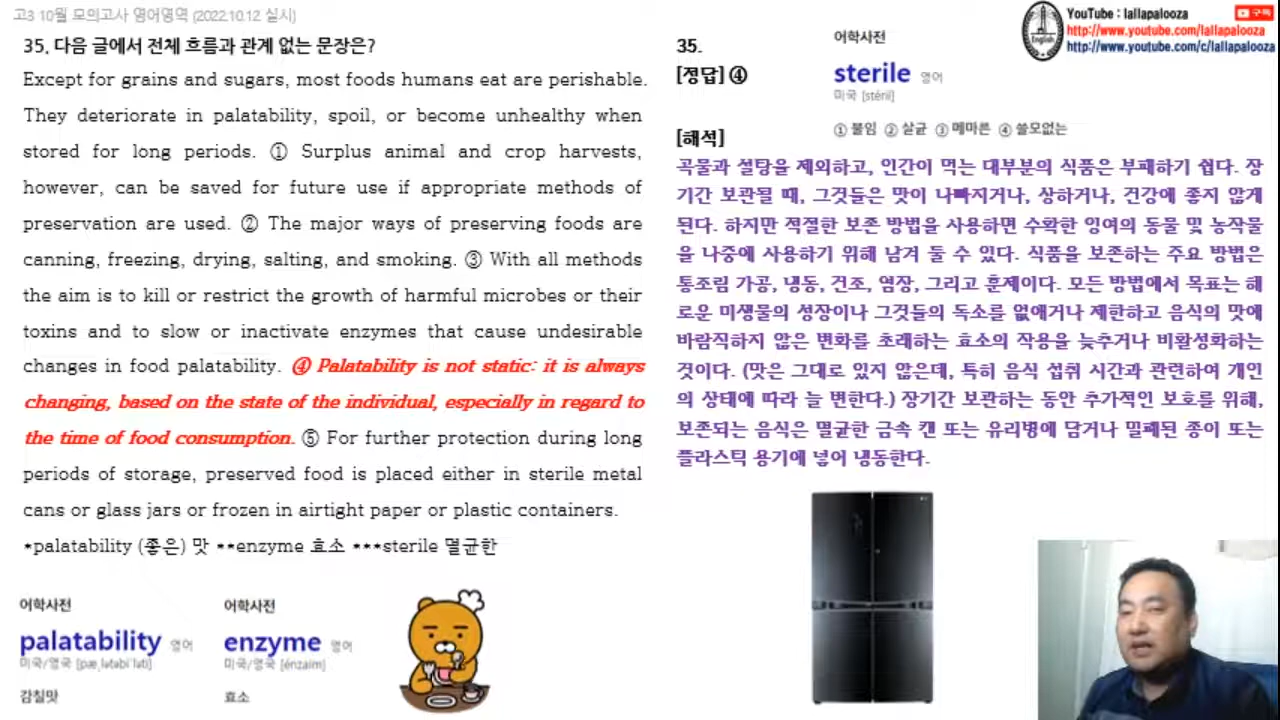 고3 10월 모의고사 영어영역 (2022.10.12 실시)
35. 다음 글에서 전체 흐름과 관계 없는 문장은?
Except for grains and sugars, most foods humans eat are perishable.
They deteriorate in palatability, spoil, or become unhealthy when
stored for long periods. ① Surplus animal and crop harvests,
however, can be saved for future use if appropriate methods of
preservation are used. ② The major ways of preserving foods are
canning, freezing, drying, salting, and smoking. ③ With all methods
the aim is to kill or restrict the growth of harmful microbes or their
toxins and to slow or inactivate enzymes that cause undesirable
changes in food palatability. ④ Palatability is not static: it is always
changing, based on the state of the individual, especially in regard to
the time of food consumption. ⑤ For further protection during long
periods of storage, preserved food is placed either in sterile metal
cans or glass jars or frozen in airtight paper or plastic containers.
*palatability (좋은) 맛 **enzyme 효소 ***sterile 멸균한
어학사전
palatability 영어
미국/영국 [pæ͵lətəbíˈləti]
감칠맛
어학사전
enzyme 영어
미국/영국 [énzaim]
효소
35.
[정답] ④
어학사전
sterile 영어
미국 [stéril]
① 불임 ② 살균 ③ 메마른 ④ 쓸모없는
YouTube : lallapalooza
구독
http://www.youtube.com/lallapalooza
http://www.youtube.com/c/lallapalooza
English
[해석]
곡물과 설탕을 제외하고, 인간이 먹는 대부분의 식품은 부패하기 쉽다. 장
기간 보관될 때, 그것들은 맛이 나빠지거나, 상하거나, 건강에 좋지 않게
된다. 하지만 적절한 보존 방법을 사용하면 수확한 잉여의 동물 및 농작물
을 나중에 사용하기 위해 남겨 둘 수 있다. 식품을 보존하는 주요 방법은
통조림 가공, 냉동, 건조, 염장, 그리고 훈제이다. 모든 방법에서 목표는 해
로운 미생물의 성장이나 그것들의 독소를 없애거나 제한하고 음식의 맛에
바람직하지 않은 변화를 초래하는 효소의 작용을 늦추거나 비활성화하는
것이다. (맛은 그대로 있지 않은데, 특히 음식 섭취 시간과 관련하여 개인
의 상태에 따라 늘 변한다.) 장기간 보관하는 동안 추가적인 보호를 위해,
보존되는 음식은 멸균한 금속 캔 또는 유리병에 담거나 밀폐된 종이 또는
플라스틱 용기에 넣어 냉동한다.